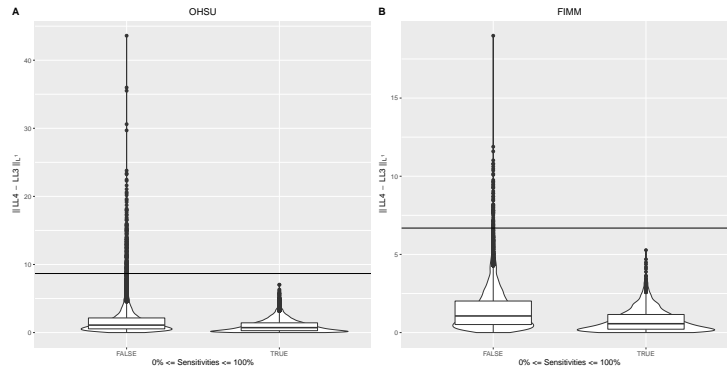 A
OHSU
40
30
20
10
0
|| LL4 − LL3 ||L¹
FALSE
TRUE
0% <= Sensitivities <= 100%
B
FIMM
15
10
5
0
|| LL4 − LL3 ||L¹
FALSE
TRUE
0% <= Sensitivities <= 100%